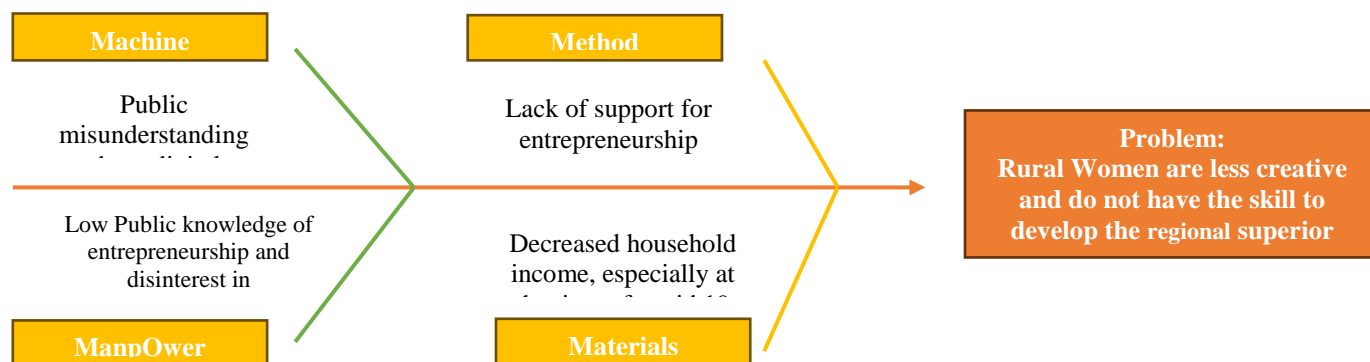 Machine
Method
Public
misunderstanding
Lack of support for
entrepreneurship
Problem:
Rural Women are less creative
and do not have the skill to
develop the regional superior
Low Public knowledge of
entrepreneurship and
disinterest in
Decreased household
income, especially at
ManpOwer
Materials